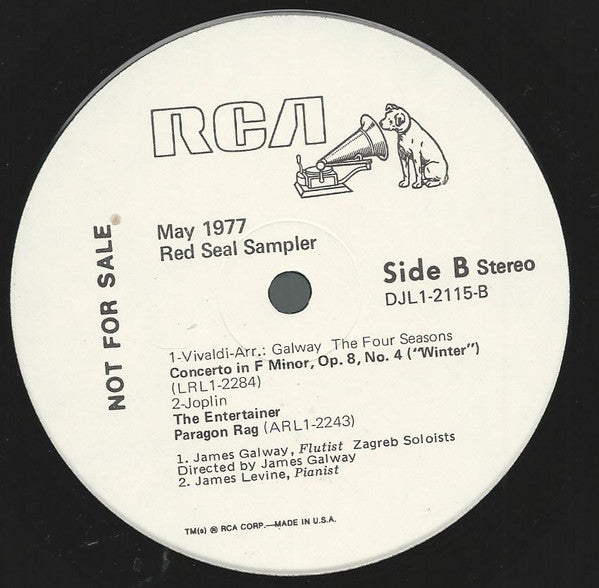 RCA
NOT FOR SALE
May 1977
Red Seal Sampler
Side B Stereo
DJL1-2115-B
1-Vivaldi-Arr.: Galway The Four Seasons
Concerto in F Minor, Op. 8, No. 4 ("Winter")
(LRL1-2284)
2-Joplin
The Entertainer
Paragon Rag (ARL1-2243)
1. James Galway, Flutist Zagreb Soloists
Directed by James Galway
2. James Levine, Pianist
TM(s) ® RCA CORP.—MADE IN U.S.A.